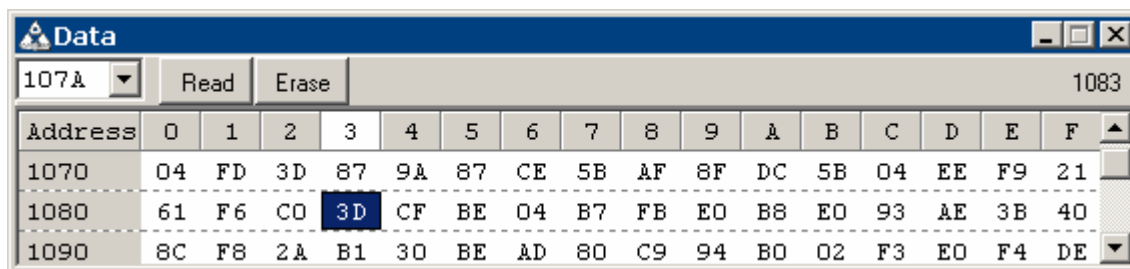 Data
107A Read Erase 1083
Address 0 1 2 3 4 5 6 7 8 9 A B C D E F
1070 04 FD 3D 87 9A 87 CE 5B AF 8F DC 5B 04 EE F9 21
1080 61 F6 C0 3D CF BE 04 B7 FB E0 B8 E0 93 AE 3B 40
1090 8C F8 2A B1 30 BE AD 80 C9 94 B0 02 F3 E0 F4 DE